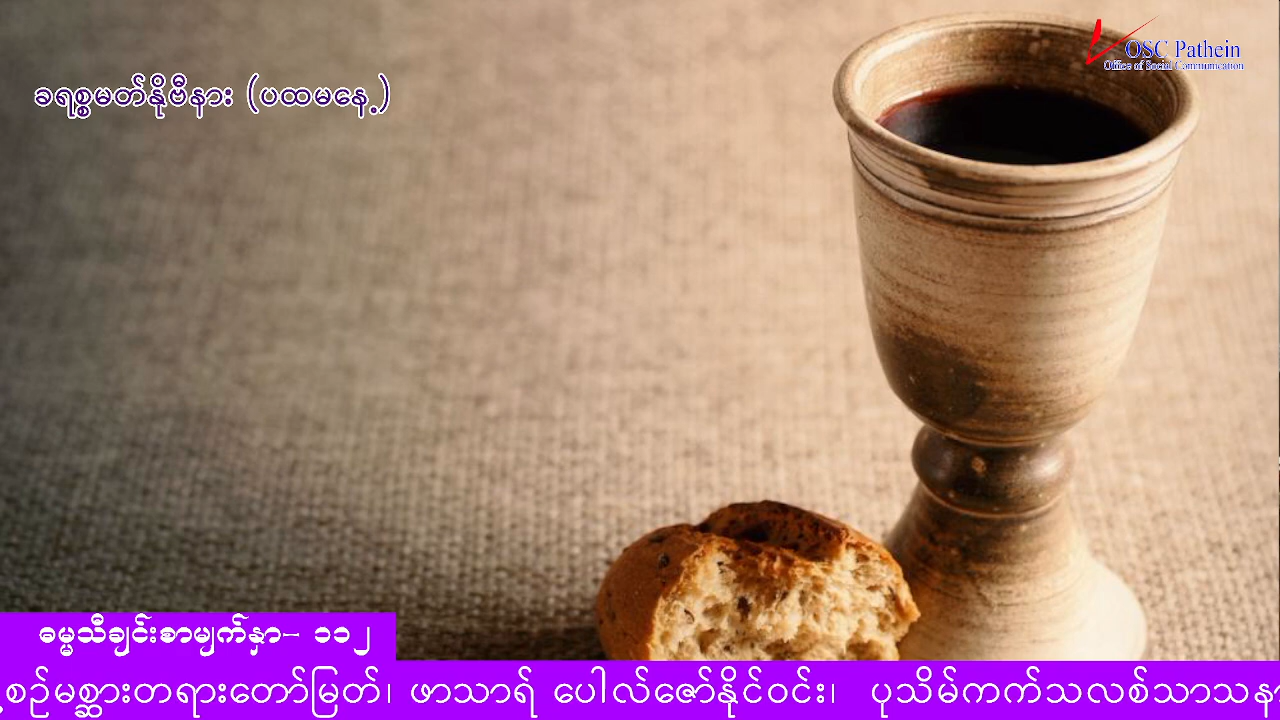 OSC Pathein
Office of Social Communication
ခရစ္စမတ်နိုဗီနား (ပထမနေ့)
ဓမ္မသီချင်းစာမျက်နှာ- ၁၁၂
စဉ်မစ္ဆားတရားတော်မြတ်၊ ဖာသာရ် ပေါလ်ဇော်နိုင်ဝင်း၊ ပုသိမ်ကက်သလစ်သာသနာ